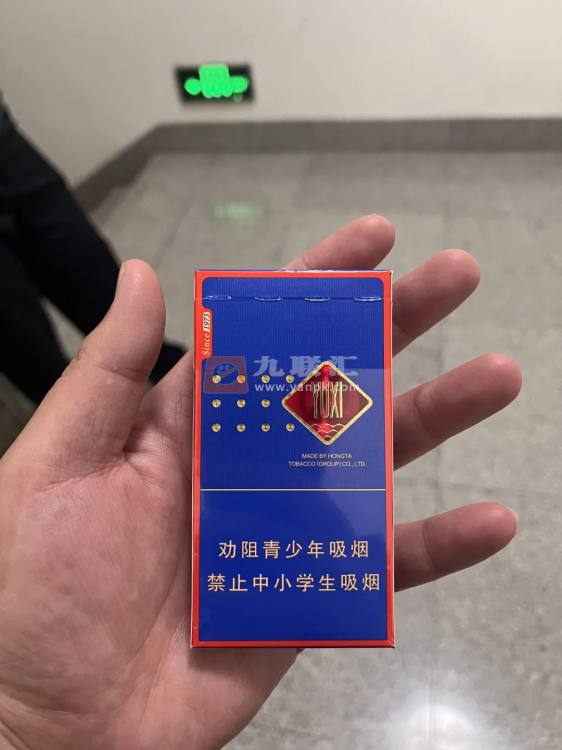 Since 1973
九联汇
www.yanpk.com
YUXI
MADE BY HONGTA
TOBACCO (GROUP) CO., LTD.
劝阻青少年吸烟
禁止中小学生吸烟